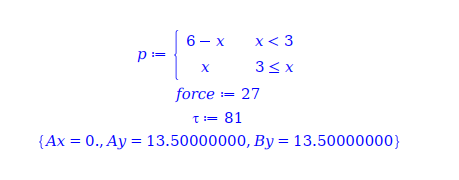 p ≔ { 6 − x   x < 3
x   3 ≤ x
force ≔ 27
τ ≔ 81
{Ax = 0., Ay = 13.50000000, By = 13.50000000}